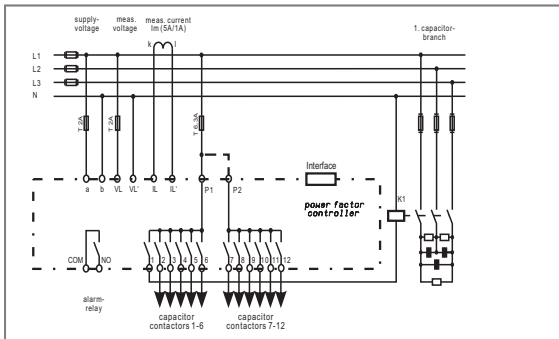 supply-
voltage
meas.
voltage
meas. current
Im (5A/1A)
1. capacitor-
branch
k
l
L1
L2
L3
N
T 2A
T 2A
T 6,3A
Interface
a
b
VL
VL'
IL
IL'
P1
P2
K1
power factor
controller
COM
NO
1
2
3
4
5
6
7
8
9
10
11
12
alarm-
relay
capacitor
contactors 1-6
capacitor
contactors 7-12